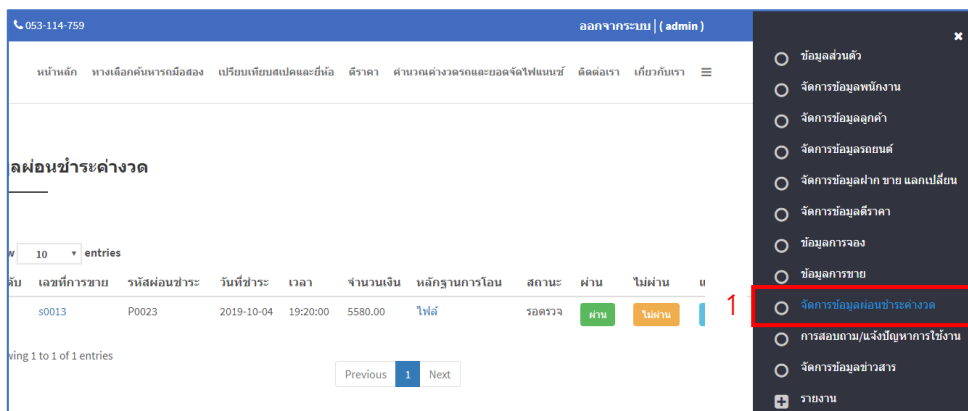 053-114-759 ออกจากระบบ | ( admin )
หน้าหลัก ทางเลือกค้นหารถมือสอง เปรียบเทียบสเปคและยี่ห้อ ตีราคา คำนวณค่างวดรถและยอดจัดไฟแนนซ์ ติดต่อเรา เกี่ยวกับเรา
ลผ่อนชำระค่างวด
w 10 entries
ดับ เลขที่การขาย รหัสผ่อนชำระ วันที่ชำระ เวลา จำนวนเงิน หลักฐานการโอน สถานะ ผ่าน ไม่ผ่าน แ
s0013 P0023 2019-10-04 19:20:00 5580.00 ไฟล์ รอตรวจ ผ่าน ไม่ผ่าน
wing 1 to 1 of 1 entries
Previous 1 Next
ข้อมูลส่วนตัว
จัดการข้อมูลพนักงาน
จัดการข้อมูลลูกค้า
จัดการข้อมูลรถยนต์
จัดการข้อมูลฝาก ขาย แลกเปลี่ยน
จัดการข้อมูลตีราคา
ข้อมูลการจอง
ข้อมูลการขาย
1 จัดการข้อมูลผ่อนชำระค่างวด
การสอบถาม/แจ้งปัญหาการใช้งาน
จัดการข้อมูลข่าวสาร
รายงาน